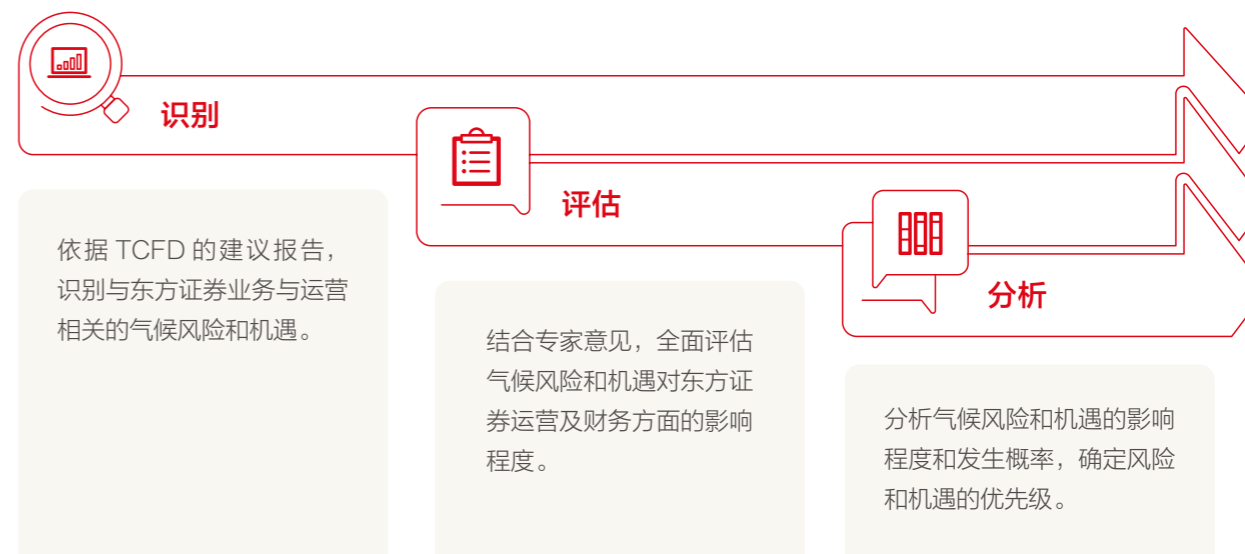 识别
依据 TCFD 的建议报告，
识别与东方证券业务与运营
相关的气候风险和机遇。
评估
结合专家意见，全面评估
气候风险和机遇对东方证
券运营及财务方面的影响
程度。
分析
分析气候风险和机遇的影响
程度和发生概率，确定风险
和机遇的优先级。